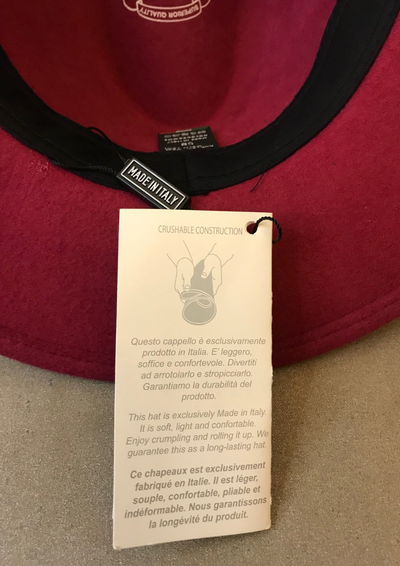 SUPERIOR QUALITY
MADE IN ITALY
CRUSHABLE CONSTRUCTION
Questo cappello è esclusivamente
prodotto in Italia. E' leggero,
soffice e confortevole. Divertiti
ad arrotolarlo e stropicciarlo.
Garantiamo la durabilità del
prodotto.
This hat is exclusively Made in Italy.
It is soft, light and confortable.
Enjoy crumpling and rolling it up. We
guarantee this as a long-lasting hat.
Ce chapeaux est exclusivement
fabriqué en Italie. Il est léger,
souple, confortable, pliable et
indéformable. Nous garantissons
la longévité du produit.